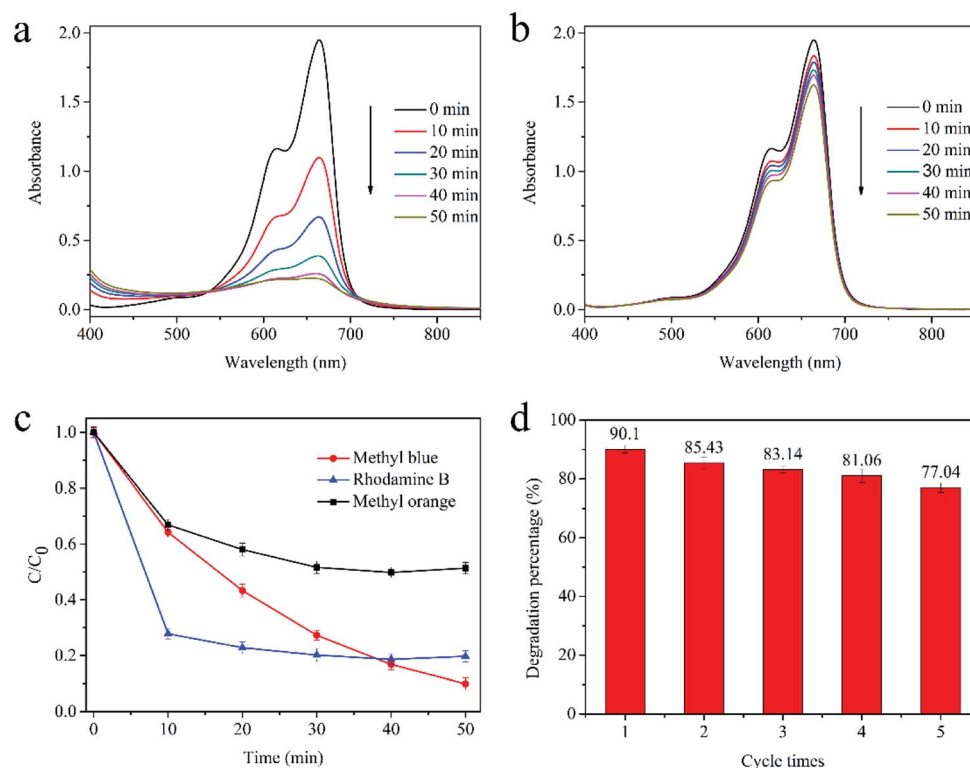 a
2.0
1.5
1.0
0.5
0.0
Absorbance
400 500 600 700 800
Wavelength (nm)
0 min
10 min
20 min
30 min
40 min
50 min
b
2.0
1.5
1.0
0.5
0.0
Absorbance
400 500 600 700 800
Wavelength (nm)
0 min
10 min
20 min
30 min
40 min
50 min
c
1.0
0.8
0.6
0.4
0.2
0.0
C/C0
0 10 20 30 40 50
Time (min)
Methyl blue
Rhodamine B
Methyl orange
d
100
80
60
40
20
0
Degradation percentage (%)
90.1
85.43
83.14
81.06
77.04
1 2 3 4 5
Cycle times